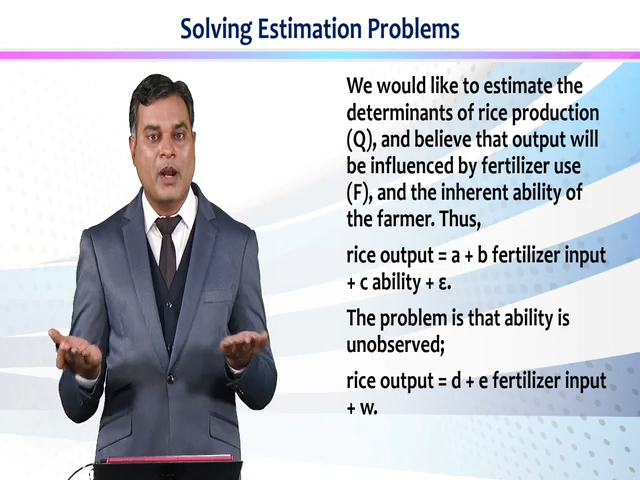 Solving Estimation Problems
We would like to estimate the
determinants of rice production
(Q), and believe that output will
be influenced by fertilizer use
(F), and the inherent ability of
the farmer. Thus,
rice output = a + b fertilizer input
+ c ability + ε.
The problem is that ability is
unobserved;
rice output = d + e fertilizer input
+ w.